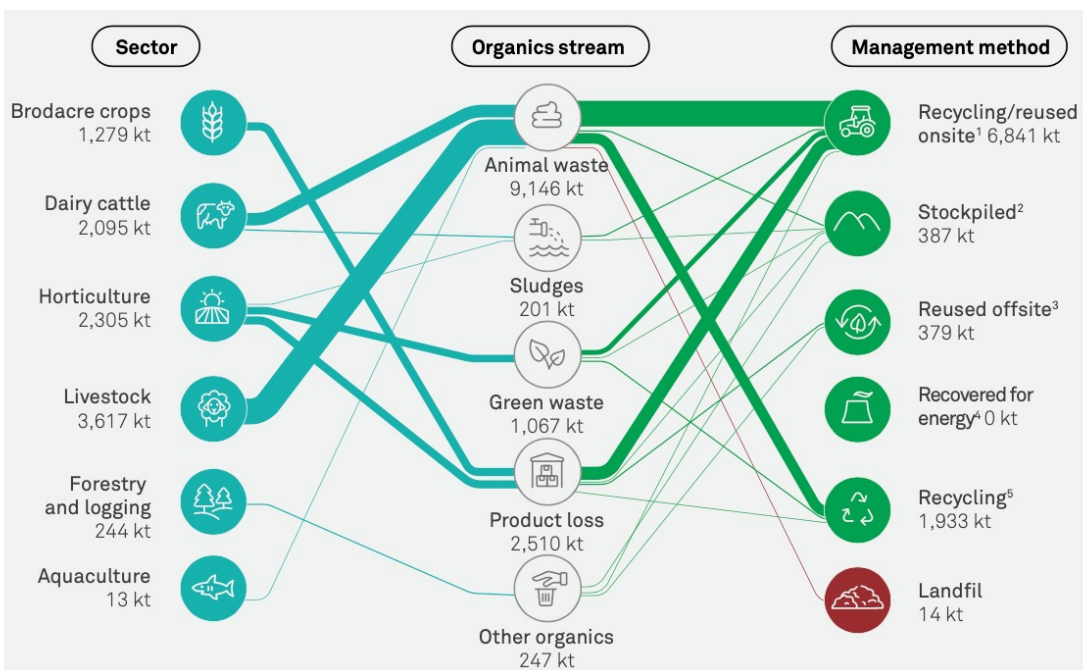 Sector
Organics stream
Management method
Brodacre crops
1,279 kt
Dairy cattle
2,095 kt
Horticulture
2,305 kt
Livestock
3,617 kt
Forestry
and logging
244 kt
Aquaculture
13 kt
Animal waste
9,146 kt
Sludges
201 kt
Green waste
1,067 kt
Product loss
2,510 kt
Other organics
247 kt
Recycling/reused
onsite¹ 6,841 kt
Stockpiled²
387 kt
Reused offsite³
379 kt
Recovered for
energy⁴ 0 kt
Recycling⁵
1,933 kt
Landfil
14 kt